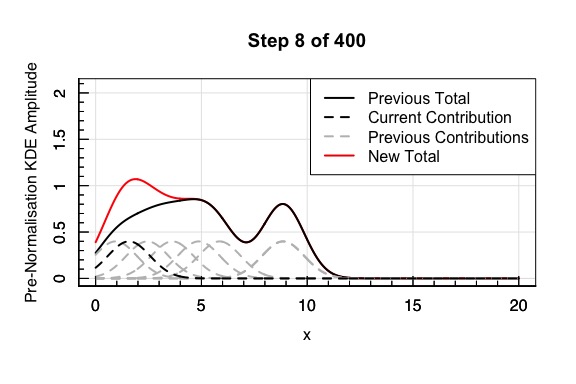 Step 8 of 400
Pre-Normalisation KDE Amplitude
2
1.5
1
0.5
0
Previous Total
Current Contribution
Previous Contributions
New Total
0 5 10 15 20
x